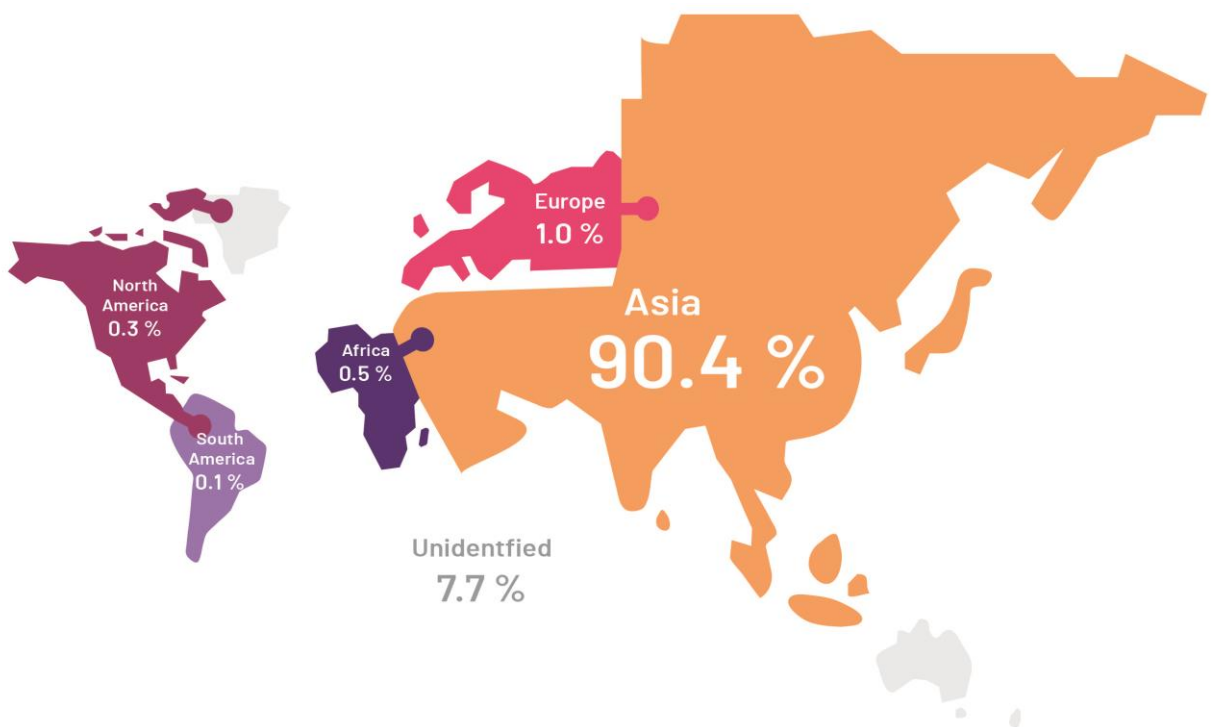 Europe
1.0 %
Asia
90.4 %
North
America
0.3 %
Africa
0.5 %
South
America
0.1 %
Unidentfied
7.7 %